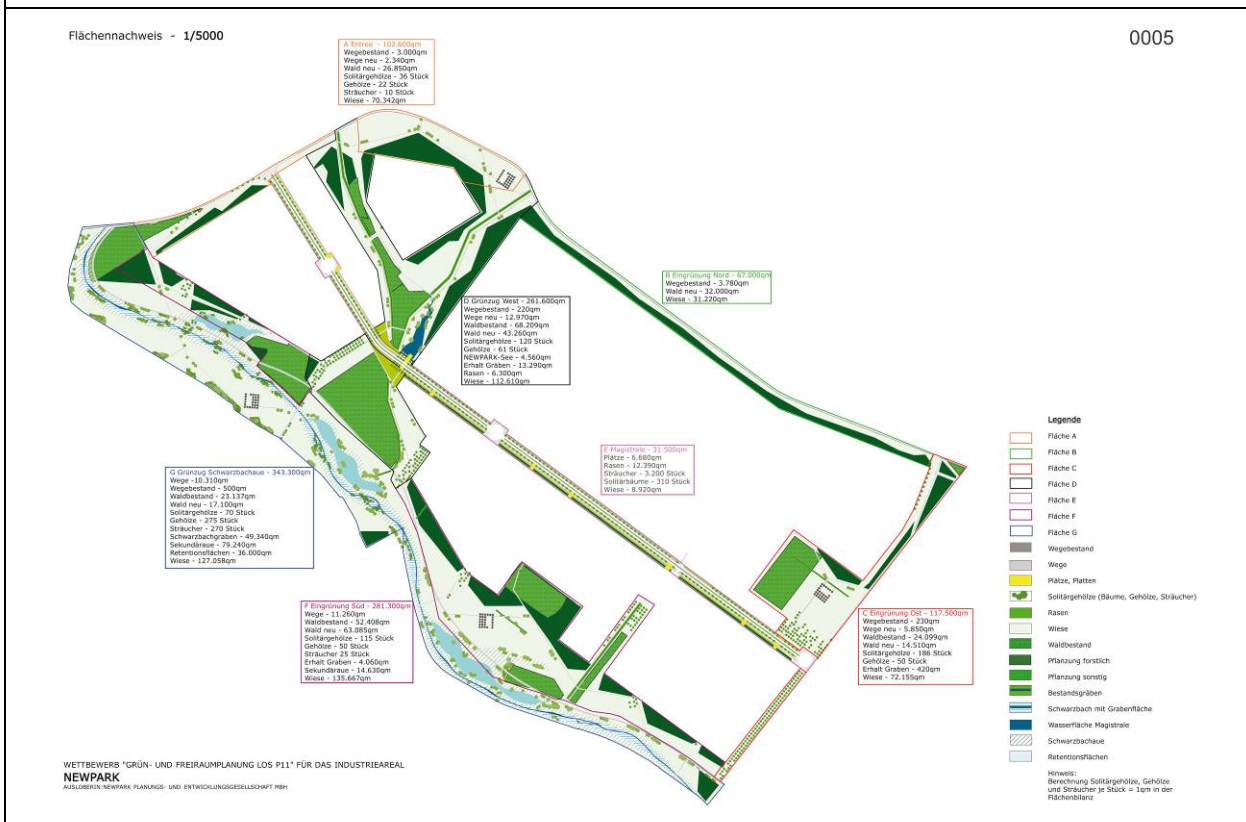 Flächennachweis - 1/5000
0005
A Entree - 102.600qm
Wegebestand - 3.000qm
Wege neu - 2.340qm
Wald neu - 26.850qm
Solitärgehölze - 36 Stück
Gehölze - 22 Stück
Sträucher - 10 Stück
Wiese - 70.342qm
B Eingrünung Nord - 67.000qm
Wegebestand - 3.780qm
Wald neu - 32.000qm
Wiese - 31.220qm
D Grünzug West - 261.600qm
Wegebestand - 220qm
Wege neu - 12.970qm
Waldbestand - 68.209qm
Wald neu - 43.260qm
Solitärgehölze - 120 Stück
Gehölze - 61 Stück
NEWPARK-See - 4.560qm
Erhalt Gräben - 13.290qm
Rasen - 6.300qm
Wiese - 112.610qm
E Magistrale - 31.500qm
Plätze - 6.680qm
Rasen - 12.390qm
Sträucher - 3.200 Stück
Solitärbäume - 310 Stück
Wiese - 8.920qm
G Grünzug Schwarzbachaue - 343.300qm
Wege -10.310qm
Wegebestand - 500qm
Waldbestand - 23.137qm
Wald neu - 17.100qm
Solitärgehölze - 70 Stück
Gehölze - 275 Stück
Sträucher - 270 Stück
Schwarzbachgraben - 49.340qm
Sekundäraue - 79.240qm
Retentionsflächen - 36.000qm
Wiese - 127.058qm
F Eingrünung Süd - 281.300qm
Wege - 11.260qm
Waldbestand - 52.408qm
Wald neu - 63.085qm
Solitärgehölze - 115 Stück
Gehölze - 50 Stück
Sträucher 25 Stück
Erhalt Graben - 4.060qm
Sekundäraue - 14.630qm
Wiese - 135.667qm
C Eingrünung Ost - 117.500qm
Wegebestand - 230qm
Wege neu - 5.850qm
Waldbestand - 24.099qm
Wald neu - 14.510qm
Solitärgehölze - 186 Stück
Gehölze - 50 Stück
Erhalt Graben - 420qm
Wiese - 72.155qm
Legende
Fläche A
Fläche B
Fläche C
Fläche D
Fläche E
Fläche F
Fläche G
Wegebestand
Wege
Plätze, Platten
Solitärgehölze (Bäume, Gehölze, Sträucher)
Rasen
Wiese
Waldbestand
Pflanzung forstlich
Pflanzung sonstig
Bestandsgräben
Schwarzbach mit Grabenfläche
Wasserfläche Magistrale
Schwarzbachaue
Retentionsflächen
Hinweis:
Berechnung Solitärgehölze, Gehölze
und Sträucher je Stück = 1qm in der
Flächenbilanz
WETTBEWERB "GRÜN- UND FREIRAUMPLANUNG LOS P11" FÜR DAS INDUSTRIEAREAL
NEWPARK
AUSLOBERIN: NEWPARK PLANUNGS- UND ENTWICKLUNGSGESELLSCHAFT MBH